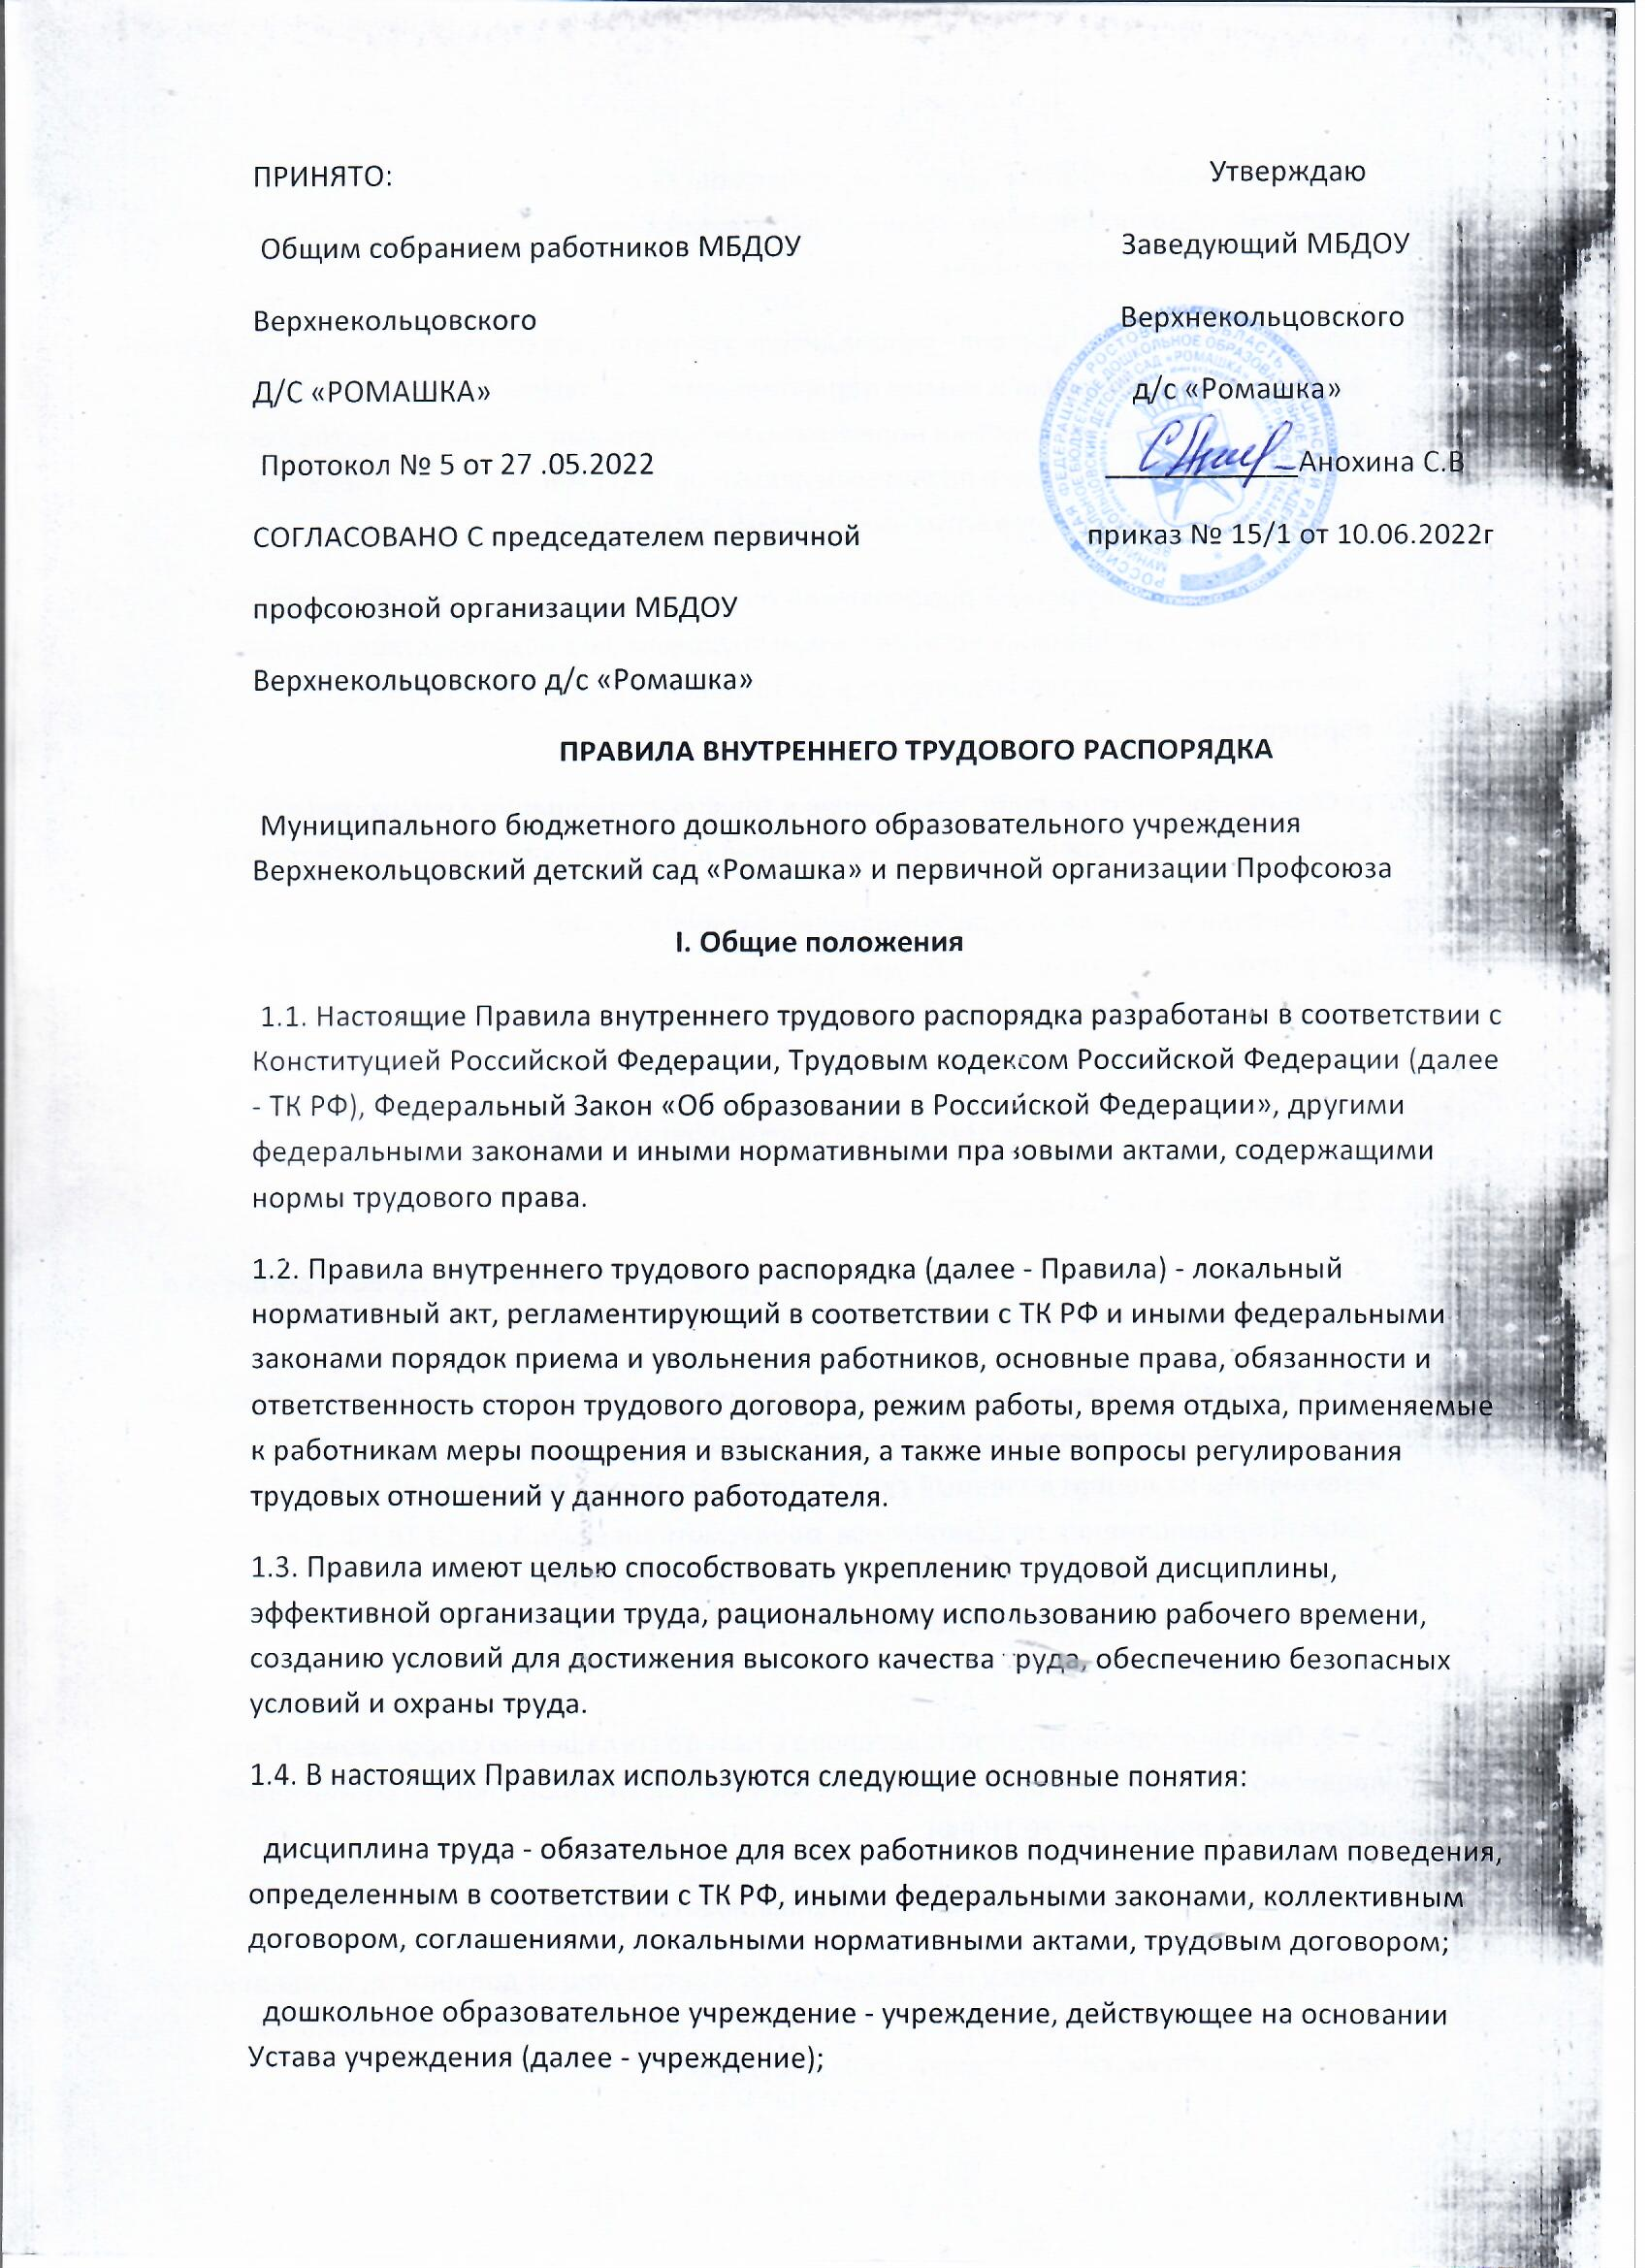 ПРИНЯТО:
Утверждаю
Общим собранием работников МБДОУ
Заведующий МБДОУ
Верхнекольцовского
Верхнекольцовского
Д/С «РОМАШКА»
д/с «Ромашка»
Протокол № 5 от 27 .05.2022
Анохина С.В
СОГЛАСОВАНО С председателем первичной
приказ № 15/1 от 10.06.2022г
профсоюзной организации МБДОУ
Верхнекольцовского д/с «Ромашка»
ПРАВИЛА ВНУТРЕННЕГО ТРУДОВОГО РАСПОРЯДКА
Муниципального бюджетного дошкольного образовательного учреждения
Верхнекольцовский детский сад «Ромашка» и первичной организации Профсоюза
I. Общие положения
1.1. Настоящие Правила внутреннего трудового распорядка разработаны в соответствии с
Конституцией Российской Федерации, Трудовым кодексом Российской Федерации (далее
- ТК РФ), Федеральный Закон «Об образовании в Российской Федерации», другими
федеральными законами и иными нормативными правовыми актами, содержащими
нормы трудового права.
1.2. Правила внутреннего трудового распорядка (далее - Правила) - локальный
нормативный акт, регламентирующий в соответствии с ТК РФ и иными федеральными
законами порядок приема и увольнения работников, основные права, обязанности и
ответственность сторон трудового договора, режим работы, время отдыха, применяемые
к работникам меры поощрения и взыскания, а также иные вопросы регулирования
трудовых отношений у данного работодателя.
1.3. Правила имеют целью способствовать укреплению трудовой дисциплины,
эффективной организации труда, рациональному использованию рабочего времени,
созданию условий для достижения высокого качества труда, обеспечению безопасных
условий и охраны труда.
1.4. В настоящих Правилах используются следующие основные понятия:
дисциплина труда - обязательное для всех работников подчинение правилам поведения,
определенным в соответствии с ТК РФ, иными федеральными законами, коллективным
договором, соглашениями, локальными нормативными актами, трудовым договором;
дошкольное образовательное учреждение - учреждение, действующее на основании
Устава учреждения (далее - учреждение);